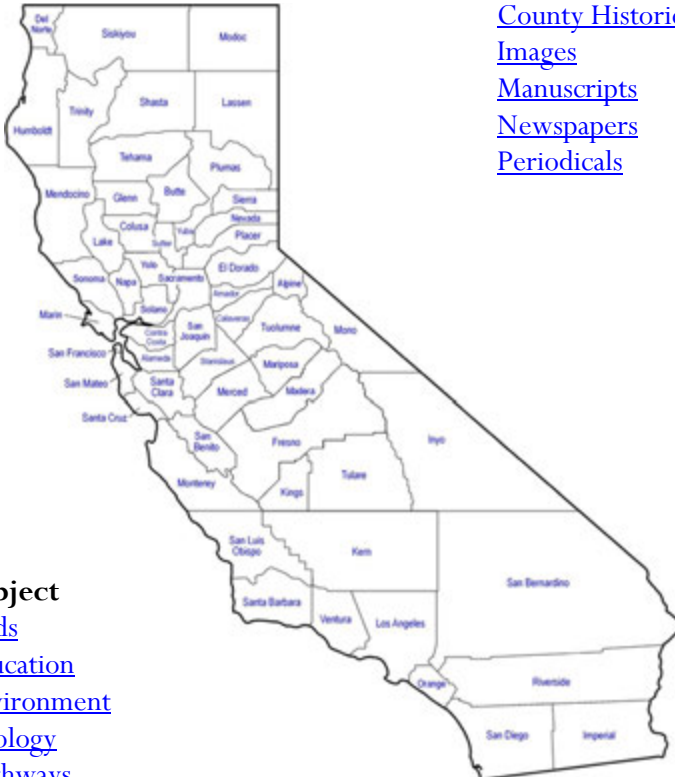 County Historie
Images
Manuscripts
Newspapers
Periodicals
Del
Norte
Siskiyou
Modoc
Trinity
Shasta
Lassen
Humboldt
Tehama
Plumas
Mendocino
Glenn
Butte
Sierra
Nevada
Colusa
Sutter
Yuba
Placer
Lake
Yolo
El Dorado
Sonoma
Napa
Sacramento
Alpine
Amador
Solano
Marin
Calaveras
San
Joaquin
Tuolumne
Mono
Contra
Costa
San Francisco
Alameda
Stanislaus
Mariposa
San Mateo
Santa
Clara
Merced
Madera
Santa Cruz
San
Benito
Fresno
Inyo
Monterey
Kings
Tulare
San Luis
Obispo
Kern
San Bernardino
Santa Barbara
Ventura
Los Angeles
Orange
Riverside
San Diego
Imperial
bject
ds
ucation
vironment
ology
thways